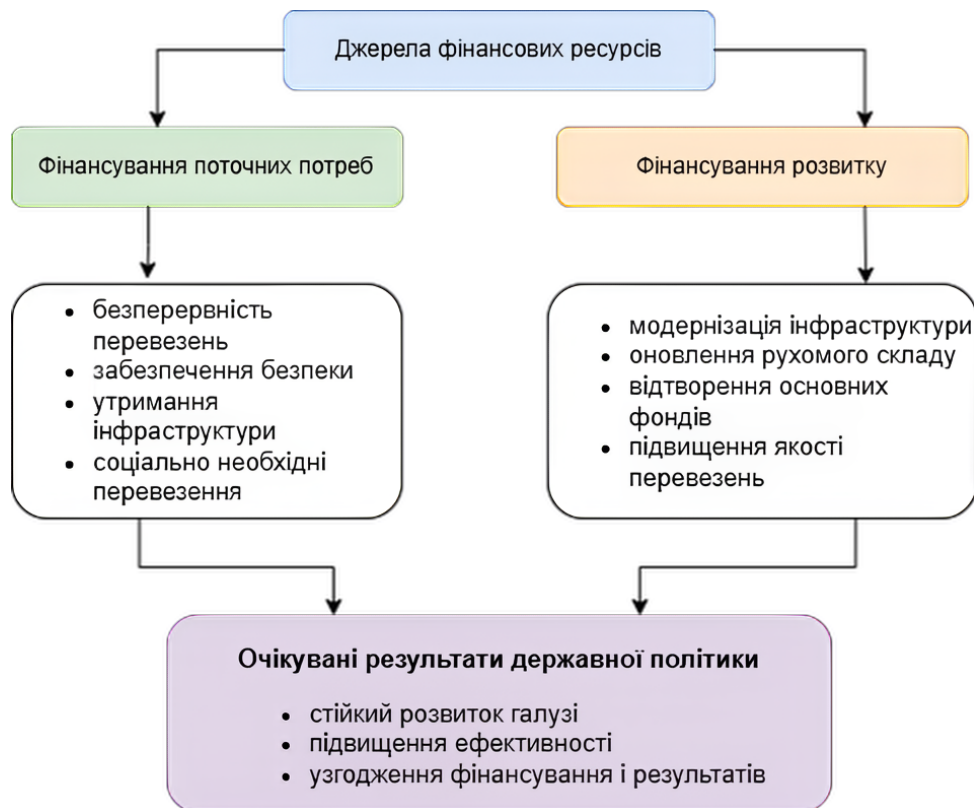 Джерела фінансових ресурсів
Фінансування поточних потреб
Фінансування розвитку
• безперервність
перевезень
• забезпечення безпеки
• утримання
інфраструктури
• соціально необхідні
перевезення
• модернізація інфраструктури
• оновлення рухомого складу
• відтворення основних
фондів
• підвищення якості
перевезень
Очікувані результати державної політики
• стійкий розвиток галузі
• підвищення ефективності
• узгодження фінансування і результатів